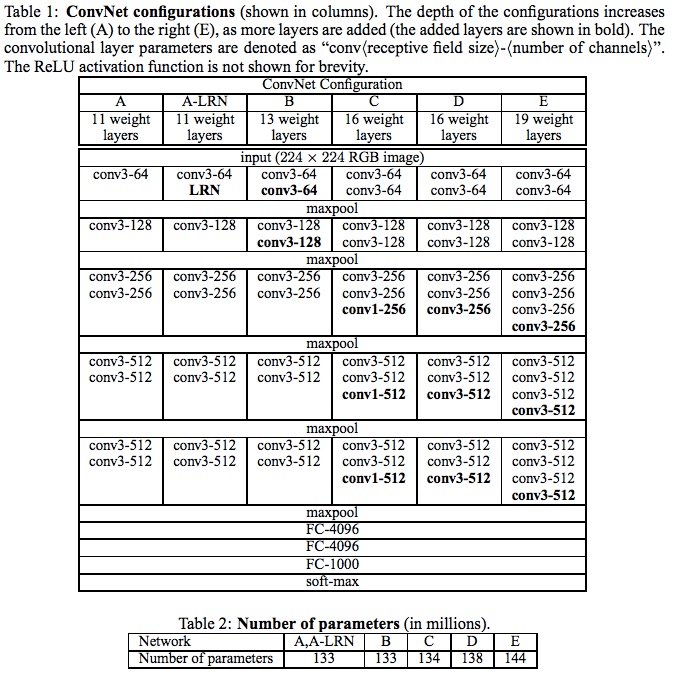 Table 1: ConvNet configurations (shown in columns). The depth of the configurations increases
from the left (A) to the right (E), as more layers are added (the added layers are shown in bold). The
convolutional layer parameters are denoted as “conv⟨receptive field size⟩-⟨number of channels⟩”.
The ReLU activation function is not shown for brevity.
ConvNet Configuration
A A-LRN B C D E
11 weight 11 weight 13 weight 16 weight 16 weight 19 weight
layers layers layers layers layers layers
input (224 × 224 RGB image)
conv3-64 conv3-64 conv3-64 conv3-64 conv3-64 conv3-64
LRN conv3-64 conv3-64 conv3-64 conv3-64
maxpool
conv3-128 conv3-128 conv3-128 conv3-128 conv3-128 conv3-128
conv3-128 conv3-128 conv3-128 conv3-128
maxpool
conv3-256 conv3-256 conv3-256 conv3-256 conv3-256 conv3-256
conv3-256 conv3-256 conv3-256 conv3-256 conv3-256 conv3-256
conv1-256 conv3-256 conv3-256
conv3-256
maxpool
conv3-512 conv3-512 conv3-512 conv3-512 conv3-512 conv3-512
conv3-512 conv3-512 conv3-512 conv3-512 conv3-512 conv3-512
conv1-512 conv3-512 conv3-512
conv3-512
maxpool
conv3-512 conv3-512 conv3-512 conv3-512 conv3-512 conv3-512
conv3-512 conv3-512 conv3-512 conv3-512 conv3-512 conv3-512
conv1-512 conv3-512 conv3-512
conv3-512
maxpool
FC-4096
FC-4096
FC-1000
soft-max
Table 2: Number of parameters (in millions).
Network A,A-LRN B C D E
Number of parameters 133 133 134 138 144